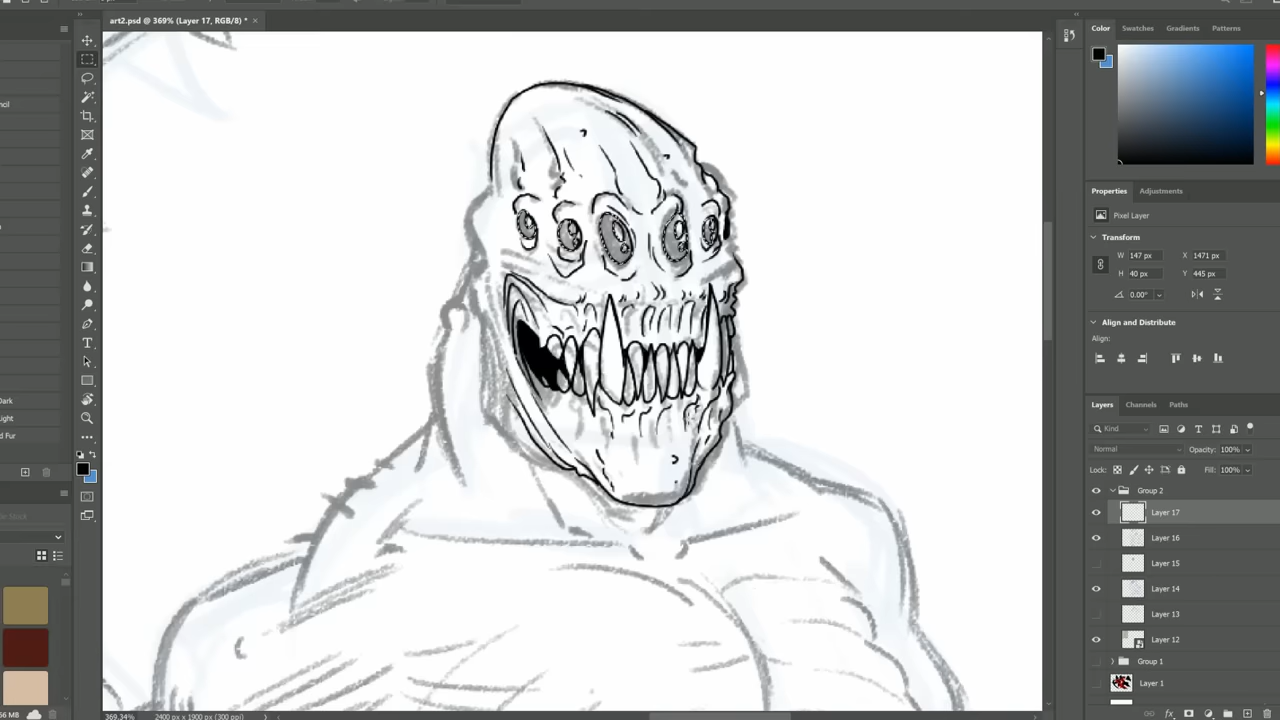 art2.psd @ 369% (Layer 17, RGB/8) * ×
Color Swatches Gradients Patterns
Properties Adjustments
Pixel Layer
Transform
W 147 px X 1471 px
H 40 px Y 445 px
0.00°
Align and Distribute
Align:
Layers Channels Paths
Kind
Normal Opacity: 100%
Lock: Fill: 100%
Group 2
Layer 17
Layer 16
Layer 15
Layer 14
Layer 13
Layer 12
Group 1
Layer 1
ncil
Dark
ight
d Fur
56 MB
369.34% 2400 px x 1900 px (300 ppi)
T
fx